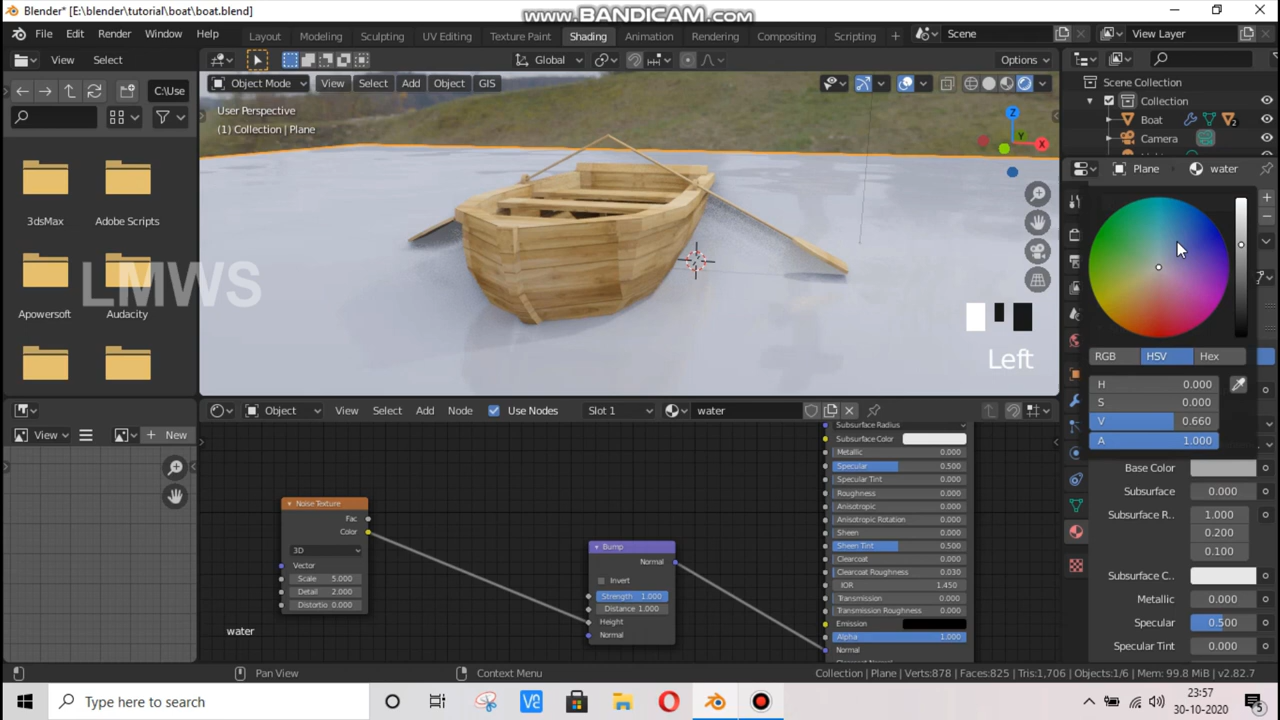 Blender* [E:\blender\tutorial\boat\boat.blend]
www.BANDICAM.com
File Edit Render Window Help
Layout Modeling Sculpting UV Editing Texture Paint Shading Animation Rendering Compositing Scripting +
Scene
View Layer
View Select
Global
Options
C:\Use
Object Mode View Select Add Object GIS
User Perspective
(1) Collection | Plane
Z
Y
X
Scene Collection
Collection
Boat
2
Camera
Plane
water
3dsMax
Adobe Scripts
Apowersoft
Audacity
LMWS
Left
RGB HSV Hex
H 0.000
S 0.000
V 0.660
A 1.000
Base Color
Subsurface 0.000
Subsurface R.. 1.000
0.200
0.100
Subsurface C..
Metallic 0.000
Specular 0.500
Specular Tint 0.000
Object View Select Add Node Use Nodes Slot 1 water
View
+ New
Noise Texture
Fac
Color
3D
Vector
Scale 5.000
Detail 2.000
Distortio 0.000
water
Bump
Normal
Invert
Strength 1.000
Distance 1.000
Height
Normal
Subsurface Radius
Subsurface Color
Metallic 0.000
Specular 0.500
Specular Tint 0.000
Roughness 0.000
Anisotropic 0.000
Anisotropic Rotation 0.000
Sheen 0.000
Sheen Tint 0.500
Clearcoat 0.000
Clearcoat Roughness 0.030
IOR 1.450
Transmission 0.000
Transmission Roughness 0.000
Emission
Alpha 1.000
Normal
Pan View
Context Menu
Collection | Plane | Verts:878 | Faces:825 | Tris:1,706 | Objects:1/6 | Mem: 99.8 MiB | v2.82.7
Type here to search
23:57
30-10-2020
5